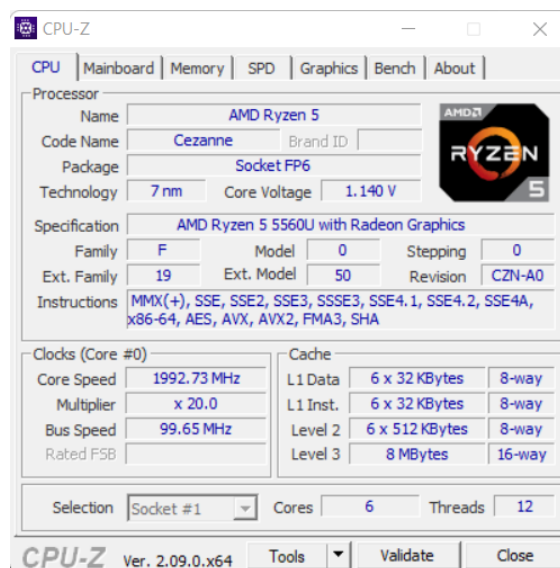 CPU-Z
CPU Mainboard Memory SPD Graphics Bench About
Processor
Name AMD Ryzen 5
Code Name Cezanne Brand ID
Package Socket FP6
Technology 7 nm Core Voltage 1.140 V
AMD RYZEN 5
Specification AMD Ryzen 5 5560U with Radeon Graphics
Family F Model 0 Stepping 0
Ext. Family 19 Ext. Model 50 Revision CZN-A0
Instructions MMX(+), SSE, SSE2, SSE3, SSSE3, SSE4.1, SSE4.2, SSE4A,
x86-64, AES, AVX, AVX2, FMA3, SHA
Clocks (Core #0)
Core Speed 1992.73 MHz
Multiplier x 20.0
Bus Speed 99.65 MHz
Rated FSB
Cache
L1 Data 6 x 32 KBytes 8-way
L1 Inst. 6 x 32 KBytes 8-way
Level 2 6 x 512 KBytes 8-way
Level 3 8 MBytes 16-way
Selection Socket #1 Cores 6 Threads 12
CPU-Z Ver. 2.09.0.x64 Tools Validate Close